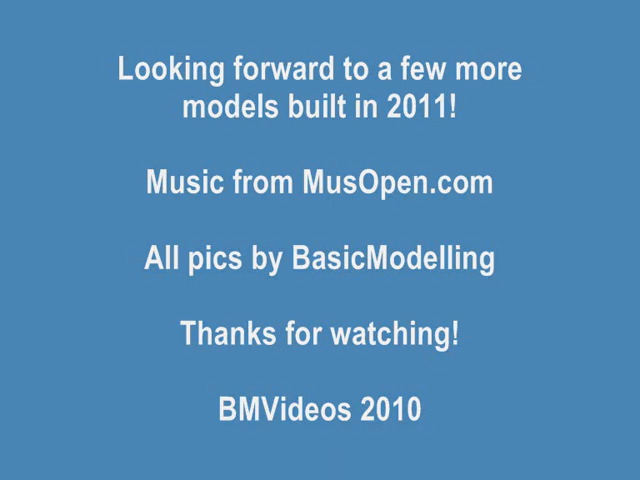 Looking forward to a few more
models built in 2011!
Music from MusOpen.com
All pics by BasicModelling
Thanks for watching!
BMVideos 2010